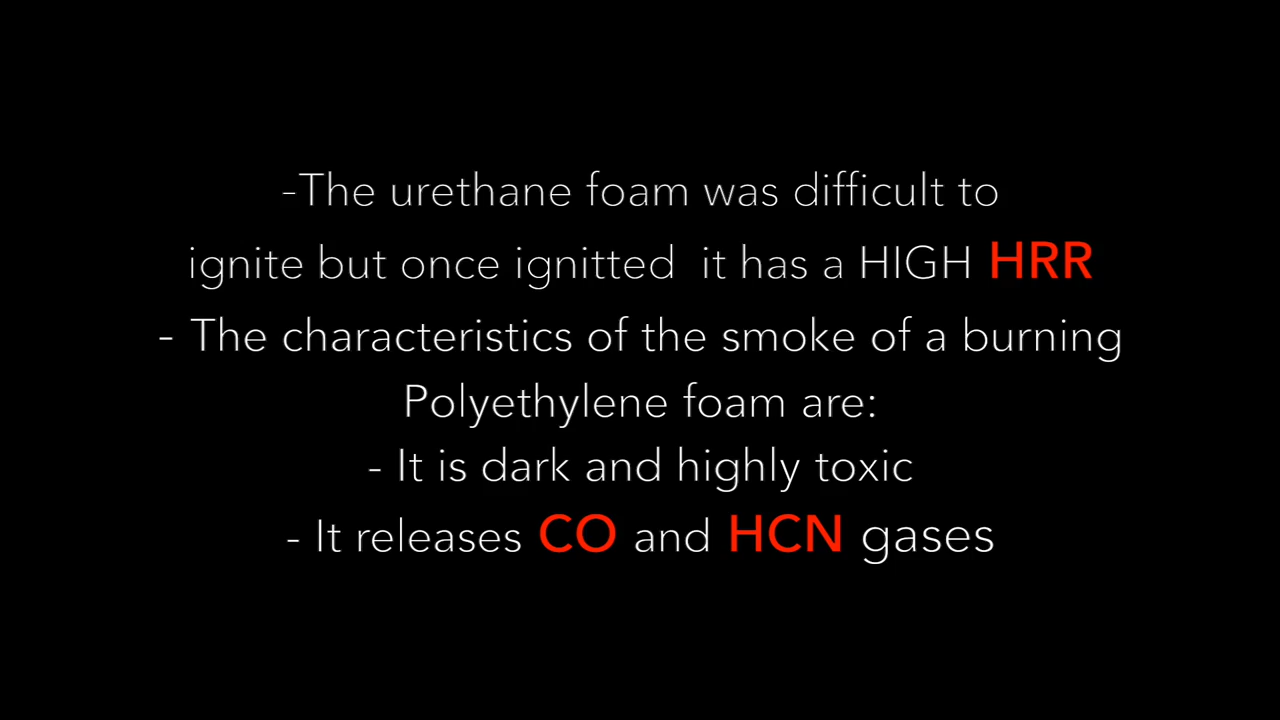 -The urethane foam was difficult to
ignite but once ignitted it has a HIGH HRR
- The characteristics of the smoke of a burning
Polyethylene foam are:
- It is dark and highly toxic
- It releases CO and HCN gases